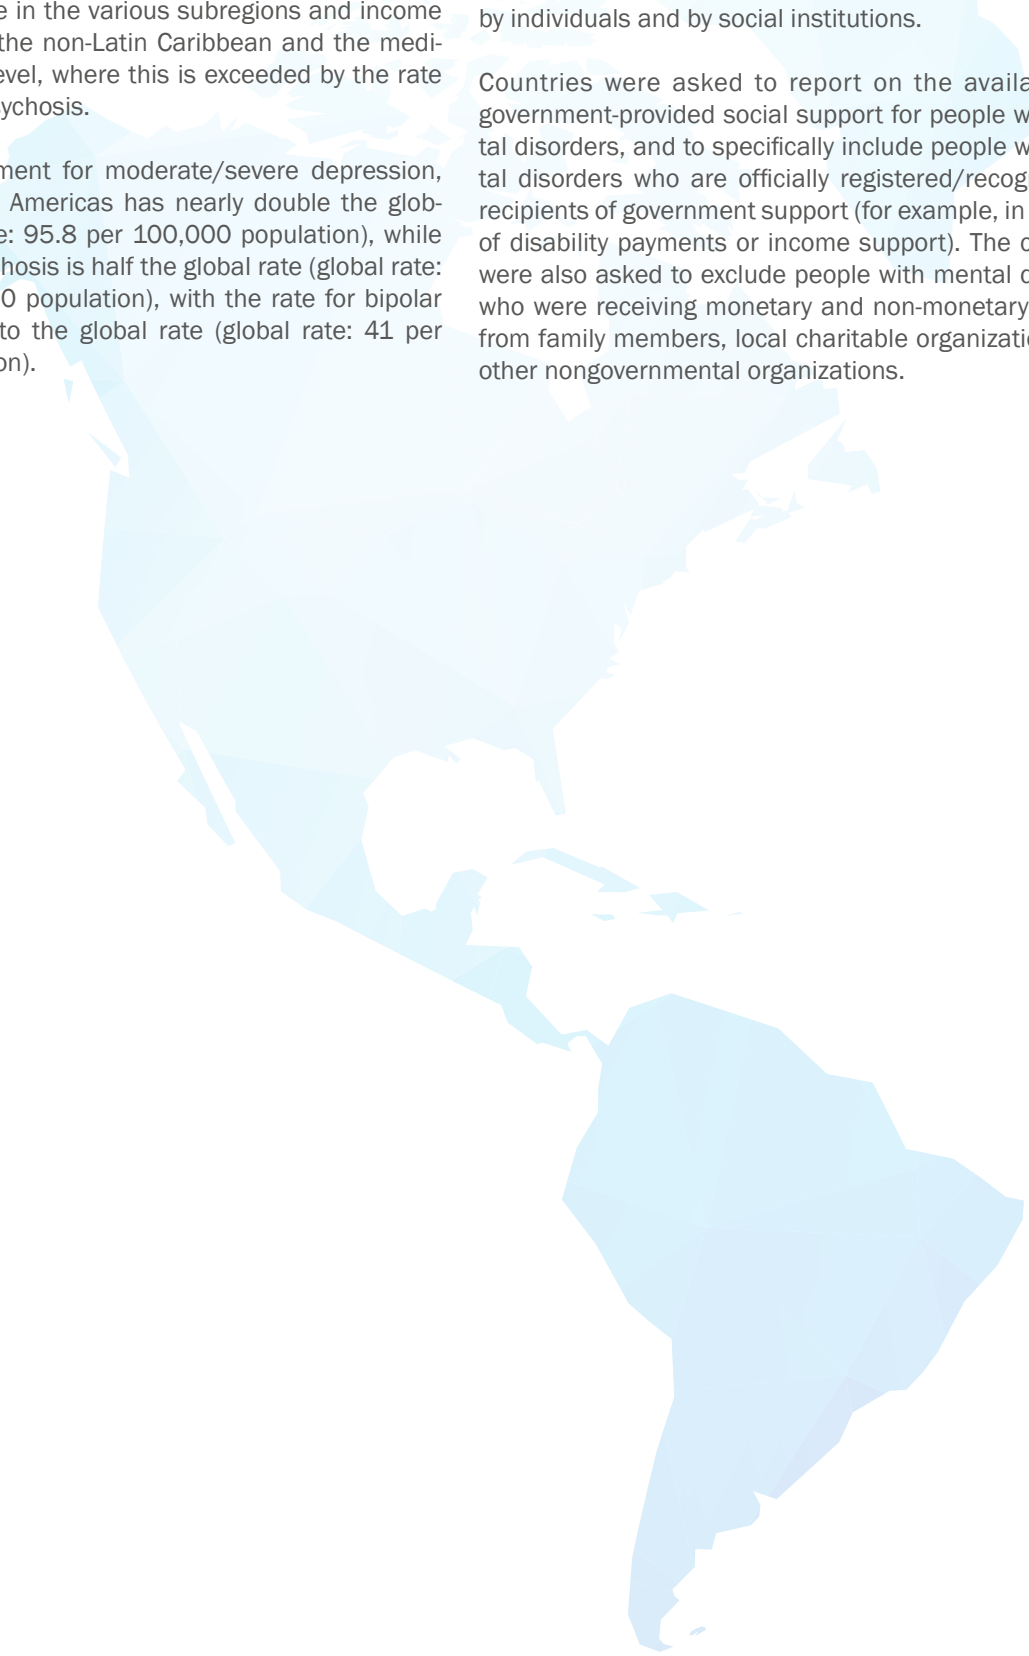 e in the various subregions and income
the non-Latin Caribbean and the medi-
evel, where this is exceeded by the rate
sychosis.
ment for moderate/severe depression,
Americas has nearly double the glob-
e: 95.8 per 100,000 population), while
hosis is half the global rate (global rate:
0 population), with the rate for bipolar
to the global rate (global rate: 41 per
on).
by individuals and by social institutions.
Countries were asked to report on the availa
government-provided social support for people w
tal disorders, and to specifically include people w
tal disorders who are officially registered/recog
recipients of government support (for example, in
of disability payments or income support). The c
were also asked to exclude people with mental d
who were receiving monetary and non-monetary
from family members, local charitable organizati
other nongovernmental organizations.